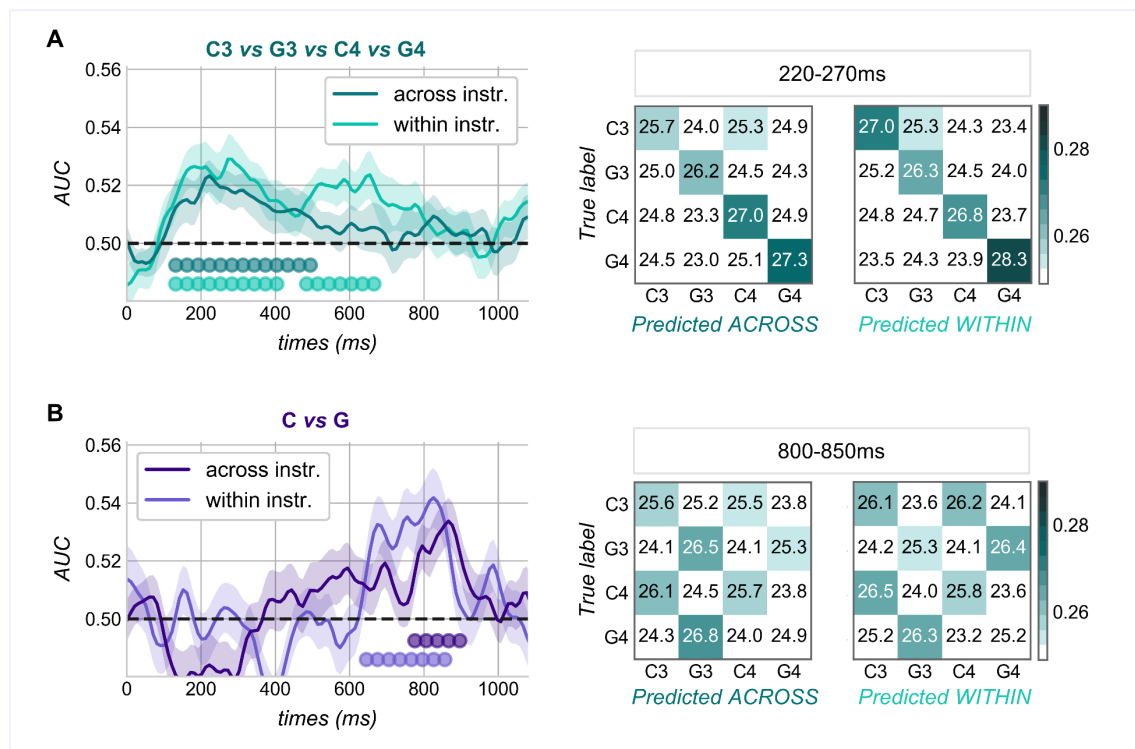 A
C3 vs G3 vs C4 vs G4
0.56
0.54
0.52
0.50
AUC
across instr.
within instr.
0 200 400 600 800 1000
times (ms)
220-270ms
True label
C3 25.7 24.0 25.3 24.9
G3 25.0 26.2 24.5 24.3
C4 24.8 23.3 27.0 24.9
G4 24.5 23.0 25.1 27.3
C3 G3 C4 G4
Predicted ACROSS
27.0 25.3 24.3 23.4
25.2 26.3 24.5 24.0
24.8 24.7 26.8 23.7
23.5 24.3 23.9 28.3
C3 G3 C4 G4
Predicted WITHIN
0.28
0.26
B
C vs G
0.56
0.54
0.52
0.50
AUC
across instr.
within instr.
0 200 400 600 800 1000
times (ms)
800-850ms
True label
C3 25.6 25.2 25.5 23.8
G3 24.1 26.5 24.1 25.3
C4 26.1 24.5 25.7 23.8
G4 24.3 26.8 24.0 24.9
C3 G3 C4 G4
Predicted ACROSS
26.1 23.6 26.2 24.1
24.2 25.3 24.1 26.4
26.5 24.0 25.8 23.6
25.2 26.3 23.2 25.2
C3 G3 C4 G4
Predicted WITHIN
0.28
0.26